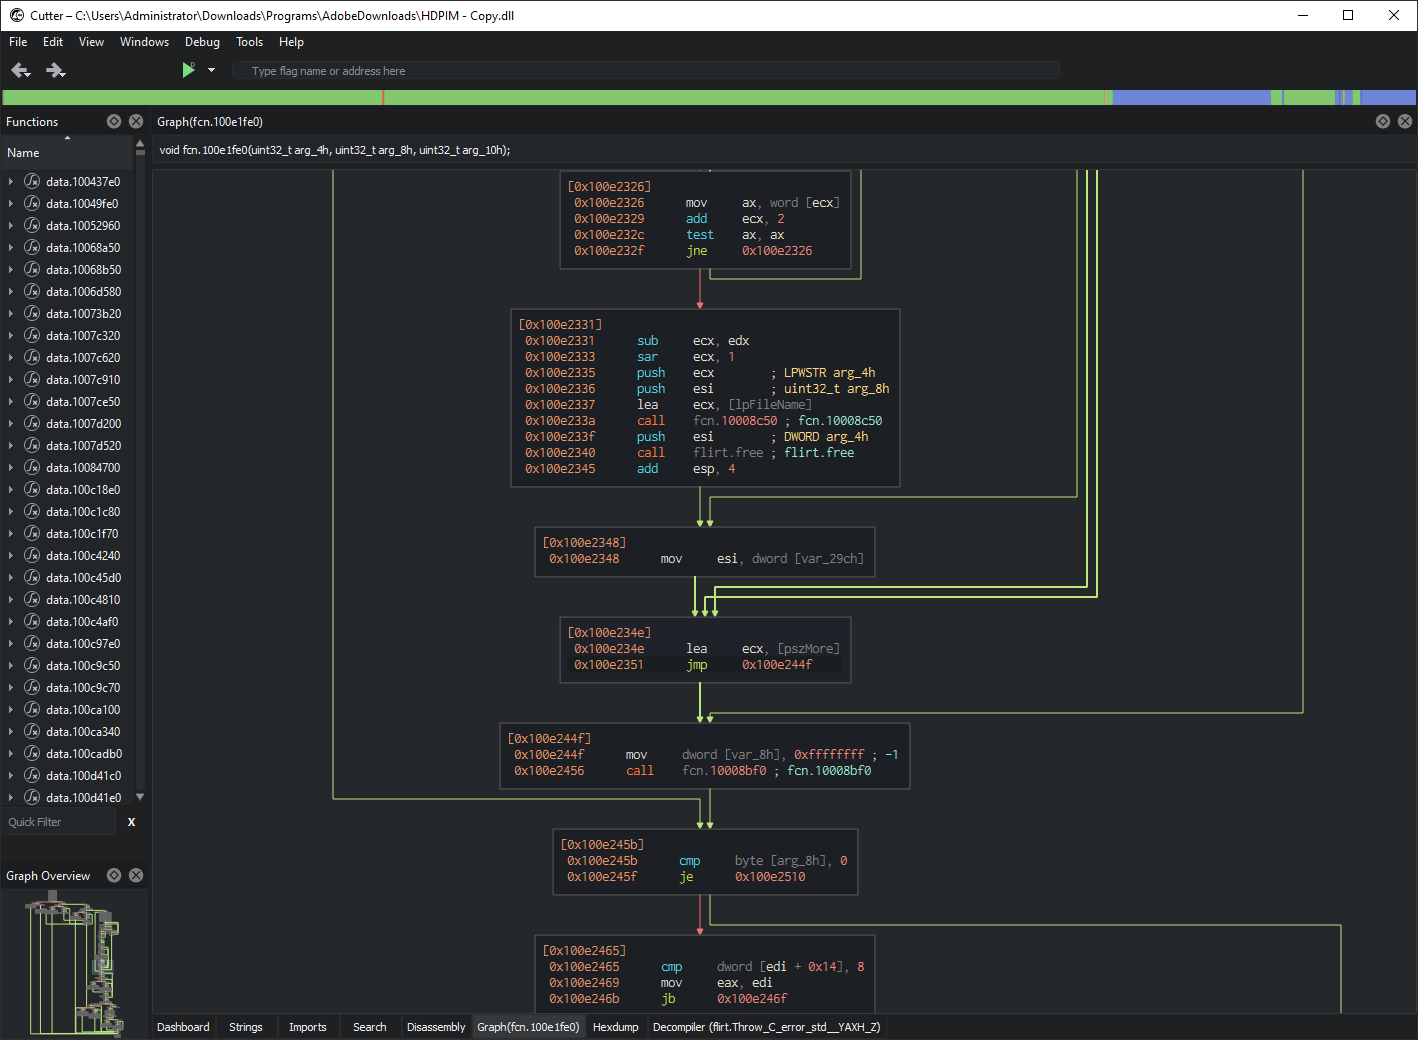 Cutter – C:\Users\Administrator\Downloads\Programs\AdobeDownloads\HDPIM - Copy.dll
File Edit View Windows Debug Tools Help
Type flag name or address here
Functions
Name
data.100437e0
data.10049fe0
data.10052960
data.10068a50
data.10068b50
data.1006d580
data.10073b20
data.1007c320
data.1007c620
data.1007c910
data.1007ce50
data.1007d200
data.1007d520
data.10084700
data.100c18e0
data.100c1c80
data.100c1f70
data.100c4240
data.100c45d0
data.100c4810
data.100c4af0
data.100c97e0
data.100c9c50
data.100c9c70
data.100ca100
data.100ca340
data.100cadb0
data.100d41c0
data.100d41e0
Quick Filter X
Graph Overview
Graph(fcn.100e1fe0)
void fcn.100e1fe0(uint32_t arg_4h, uint32_t arg_8h, uint32_t arg_10h);
[0x100e2326]
0x100e2326 mov ax, word [ecx]
0x100e2329 add ecx, 2
0x100e232c test ax, ax
0x100e232f jne 0x100e2326
[0x100e2331]
0x100e2331 sub ecx, edx
0x100e2333 sar ecx, 1
0x100e2335 push ecx ; LPWSTR arg_4h
0x100e2336 push esi ; uint32_t arg_8h
0x100e2337 lea ecx, [lpFileName]
0x100e233a call fcn.10008c50 ; fcn.10008c50
0x100e233f push esi ; DWORD arg_4h
0x100e2340 call flirt.free ; flirt.free
0x100e2345 add esp, 4
[0x100e2348]
0x100e2348 mov esi, dword [var_29ch]
[0x100e234e]
0x100e234e lea ecx, [pszMore]
0x100e2351 jmp 0x100e244f
[0x100e244f]
0x100e244f mov dword [var_8h], 0xffffffff ; -1
0x100e2456 call fcn.10008bf0 ; fcn.10008bf0
[0x100e245b]
0x100e245b cmp byte [arg_8h], 0
0x100e245f je 0x100e2510
[0x100e2465]
0x100e2465 cmp dword [edi + 0x14], 8
0x100e2469 mov eax, edi
0x100e246b jb 0x100e246f
Dashboard Strings Imports Search Disassembly Graph(fcn.100e1fe0) Hexdump Decompiler (flirt.Throw_C_error_std__YAXH_Z)